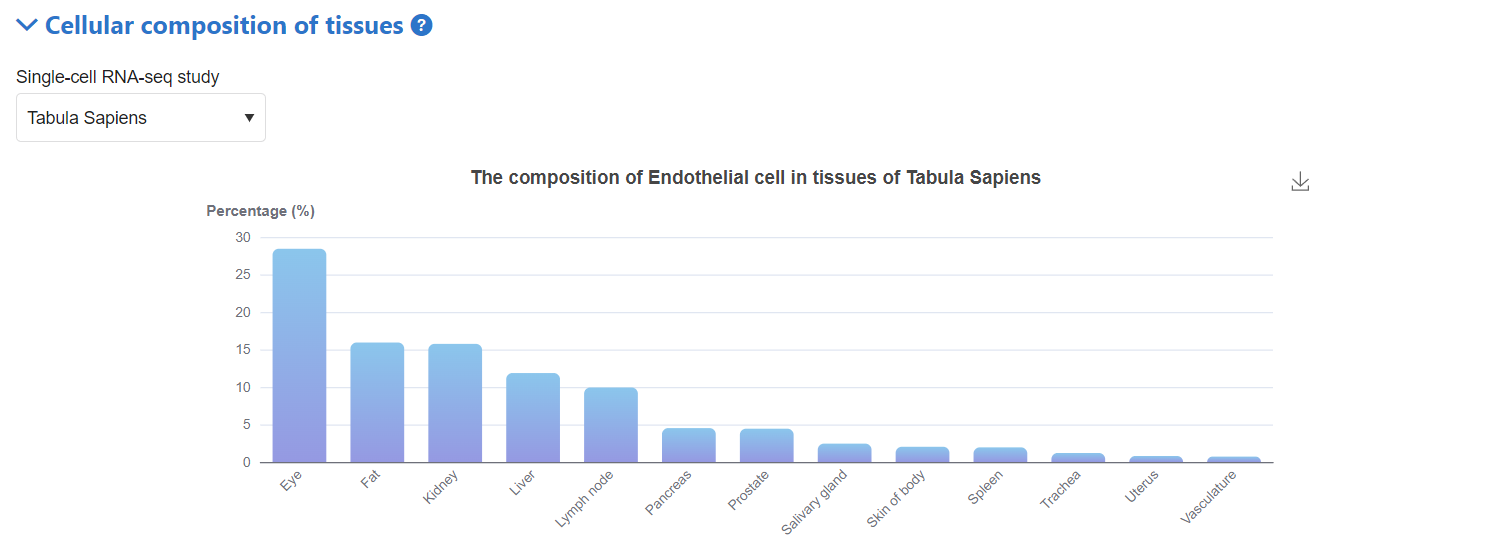 Cellular composition of tissues ?
Single-cell RNA-seq study
Tabula Sapiens
The composition of Endothelial cell in tissues of Tabula Sapiens
Percentage (%)
30
25
20
15
10
5
0
Eye
Fat
Kidney
Liver
Lymph node
Pancreas
Prostate
Salivary gland
Skin of body
Spleen
Trachea
Uterus
Vasculature